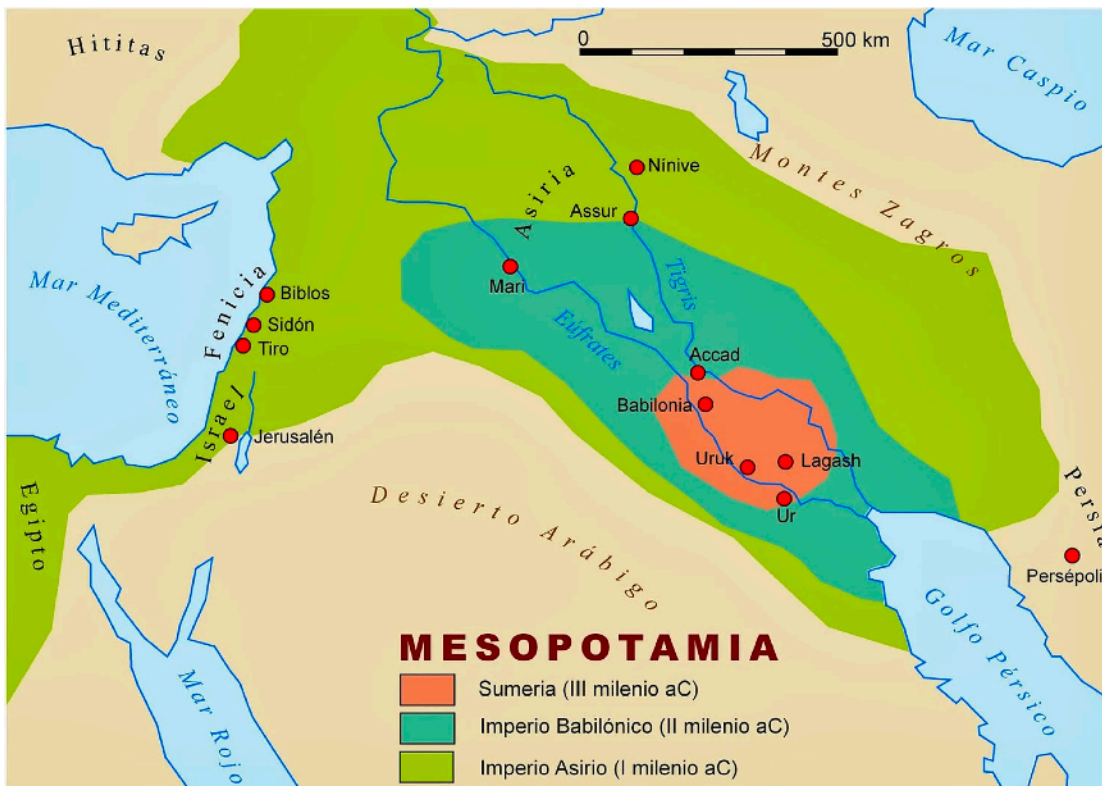 Hititas
0 500 km
Mar Caspio
Montes Zagros
Nínive
Asiria
Assur
Mari
Tigris
Eúfrates
Mar Mediterráneo
Fenicia
Biblos
Sidón
Tiro
Israel
Jerusalén
Accad
Babilonia
Uruk
Lagash
Ur
Egipto
Desierto Arábigo
Persia
Persépoli
Golfo Pérsico
Mar Rojo
MESOPOTAMIA
Sumeria (III milenio aC)
Imperio Babilónico (II milenio aC)
Imperio Asirio (I milenio aC)